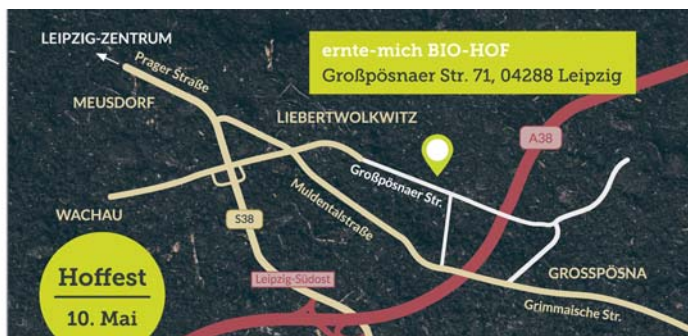 LEIPZIG-ZENTRUM
ernte-mich BIO-HOF
Großpösnaer Str. 71, 04288 Leipzig
Prager Straße
MEUSDORF
LIEBERTWOLKWITZ
A38
Großpösnaer Str.
Muldentalstraße
WACHAU
S38
Leipzig-Südost
GROSSPÖSNA
Hoffest
10. Mai
Grimmaische Str.